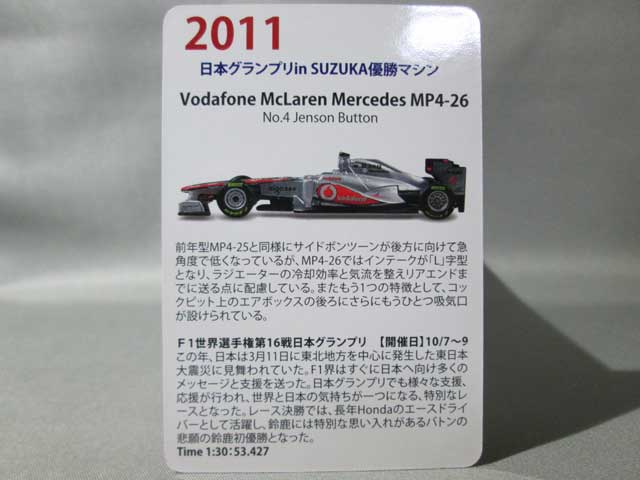 2011
日本グランプリin SUZUKA優勝マシン
Vodafone McLaren Mercedes MP4-26
No.4 Jenson Button
vodafone
前年型MP4-25と同様にサイドポンツーンが後方に向けて急
角度で低くなっているが、MP4-26ではインテークが「L」字型
となり、ラジエーターの冷却効率と気流を整えリアエンドまで
に送る点に配慮している。またもう1つの特徴として、コッ
クピット上のエアボックスの後ろにさらにもうひとつ吸気口
が設けられている。
F1世界選手権第16戦日本グランプリ 【開催日】10/7〜9
この年、日本は3月11日に東北地方を中心に発生した東日本
大震災に見舞われていた。F1界はすぐに日本へ向け多くの
メッセージと支援を送った。日本グランプリでも様々な支援、
応援が行われ、世界と日本の気持ちが一つになる、特別なレ
ースとなった。レース決勝では、長年Hondaのエースドライ
バーとして活躍し、鈴鹿には特別な思い入れがあるバトンの
悲願の鈴鹿初優勝となった。
Time 1:30:53.427